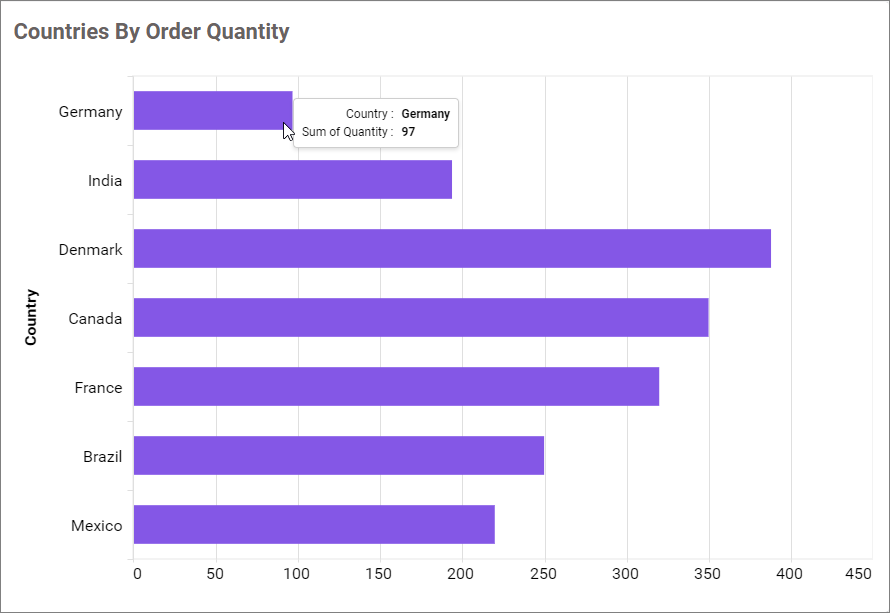 Countries By Order Quantity
Country : Germany
Sum of Quantity : 97
Country
Germany
India
Denmark
Canada
France
Brazil
Mexico
0 50 100 150 200 250 300 350 400 450